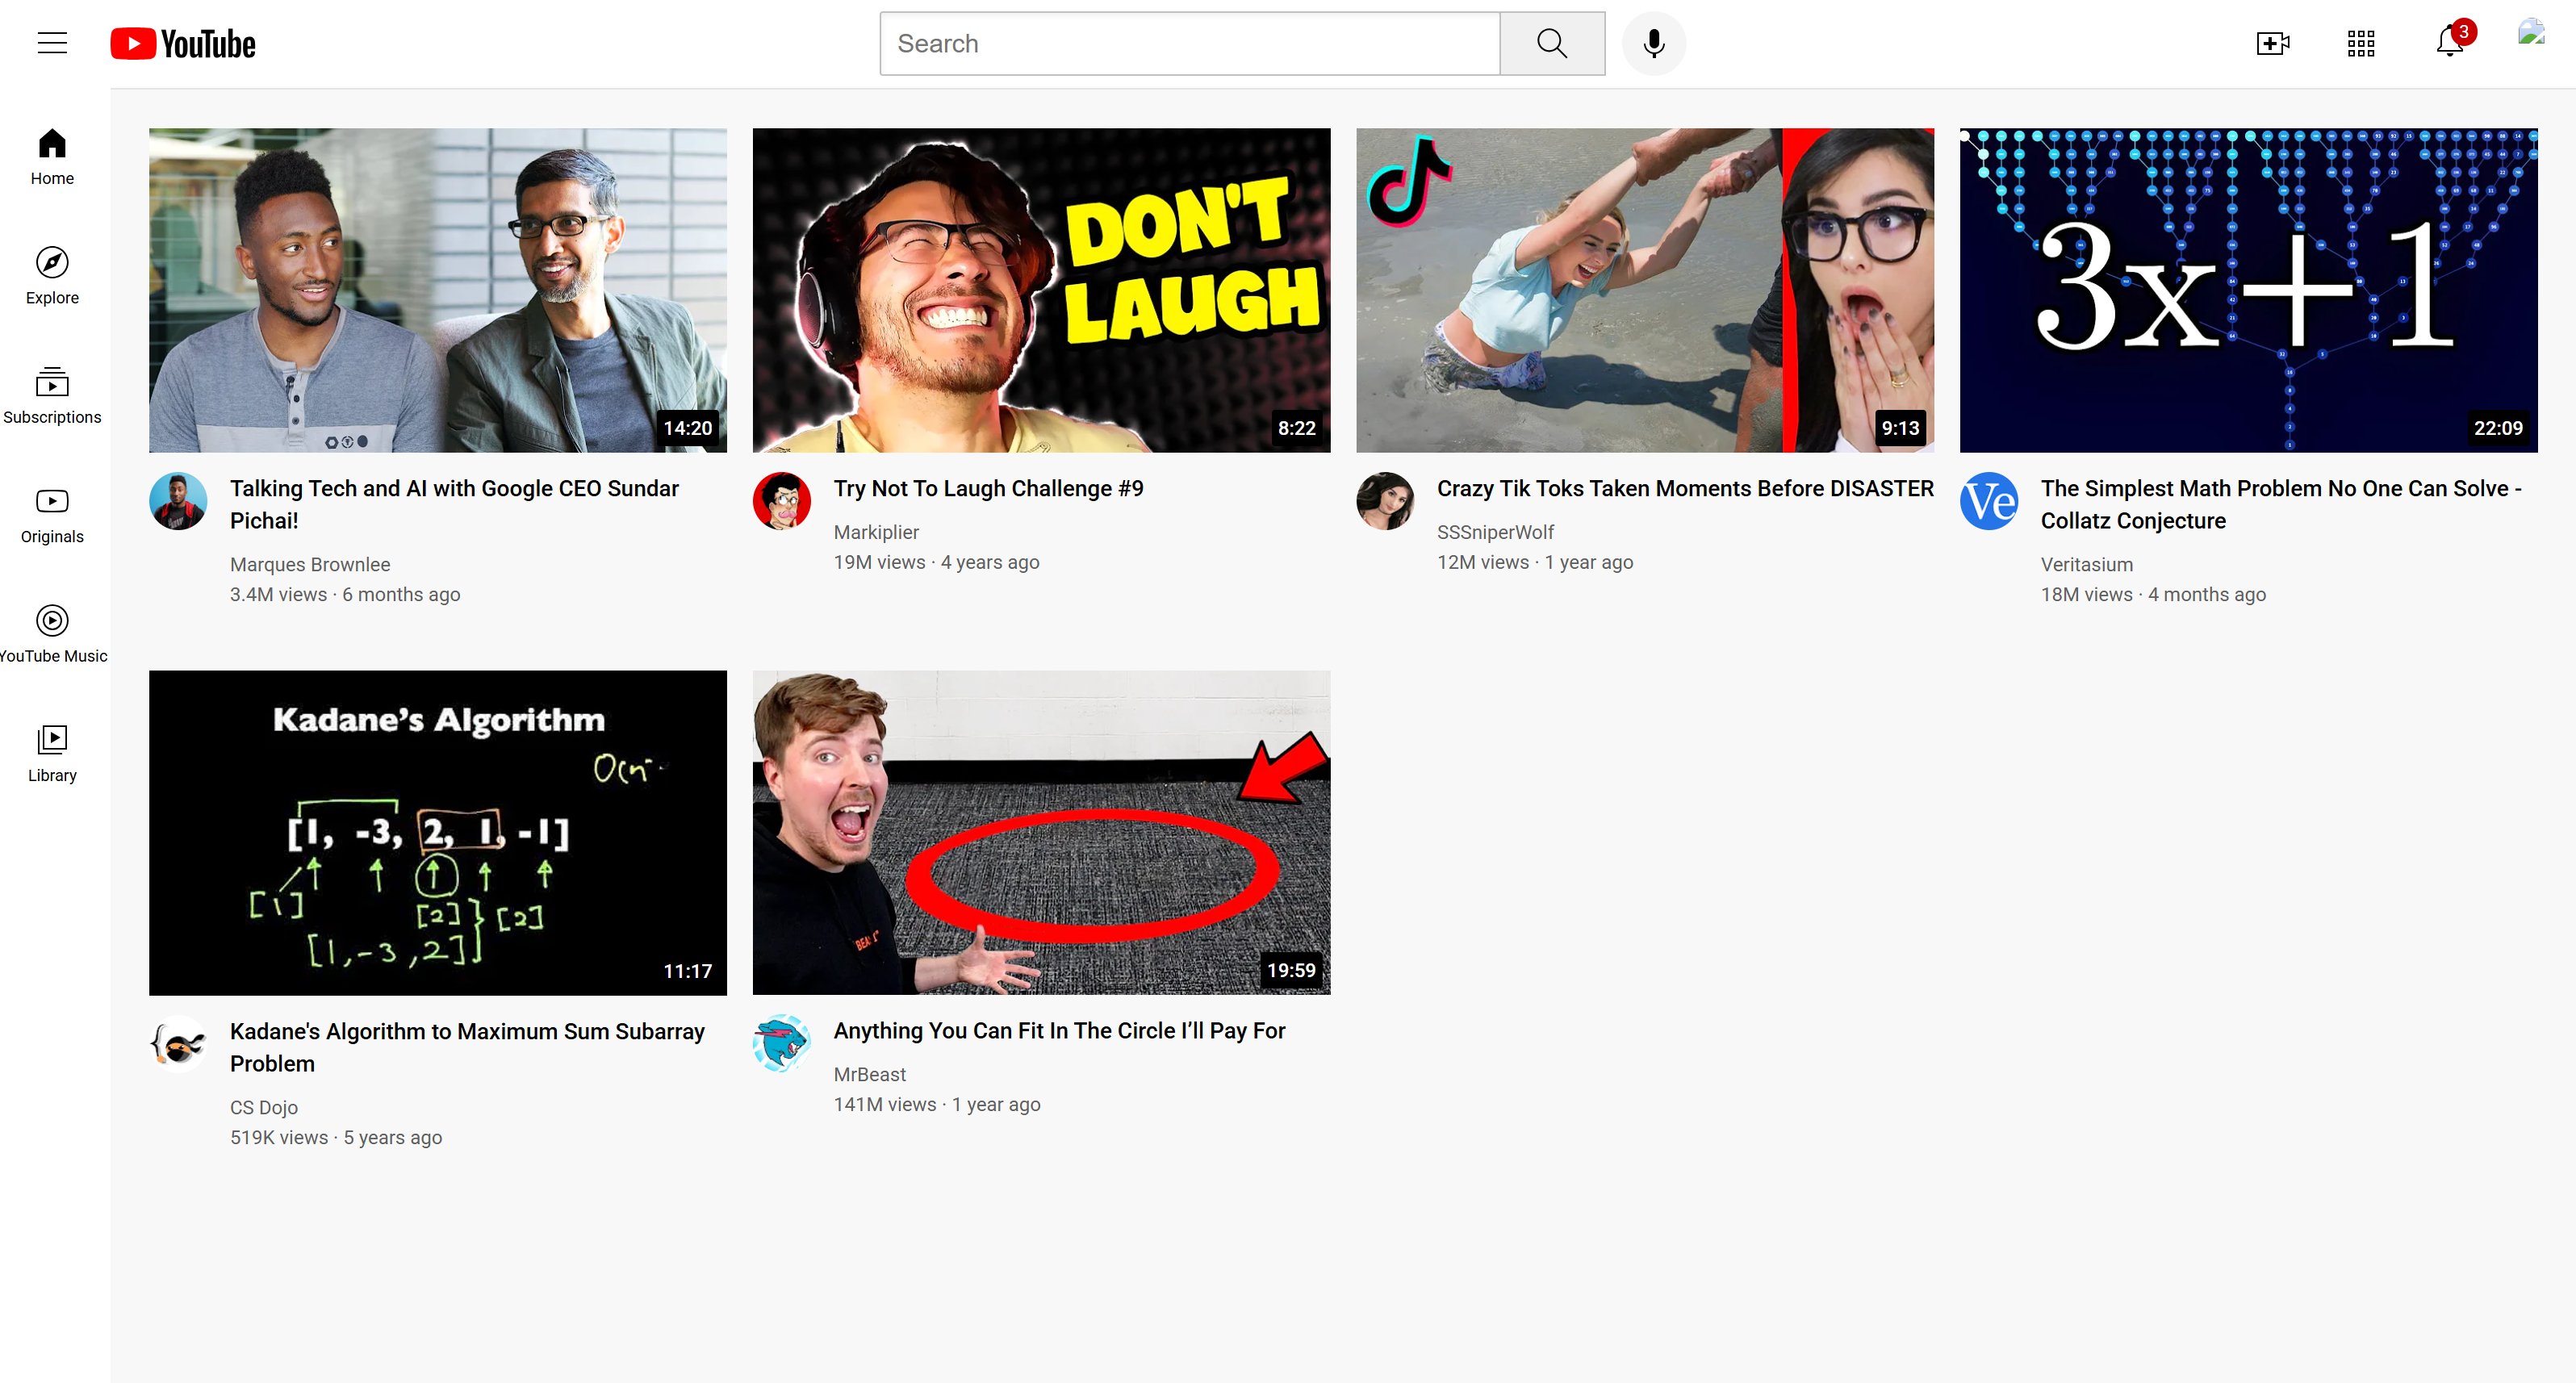 YouTube
Search
3
Home
Explore
Subscriptions
Originals
YouTube Music
Library
14:20
Talking Tech and AI with Google CEO Sundar
Pichai!
Marques Brownlee
3.4M views · 6 months ago
DON'T
LAUGH
8:22
Try Not To Laugh Challenge #9
Markiplier
19M views · 4 years ago
9:13
Crazy Tik Toks Taken Moments Before DISASTER
SSSniperWolf
12M views · 1 year ago
3x+1
22:09
Ve
The Simplest Math Problem No One Can Solve -
Collatz Conjecture
Veritasium
18M views · 4 months ago
Kadane's Algorithm
[1, -3, 2, 1, -1]
[1]
[2]
[2]
[1,-3,2]
11:17
Kadane's Algorithm to Maximum Sum Subarray
Problem
CS Dojo
519K views · 5 years ago
19:59
Anything You Can Fit In The Circle I’ll Pay For
MrBeast
141M views · 1 year ago